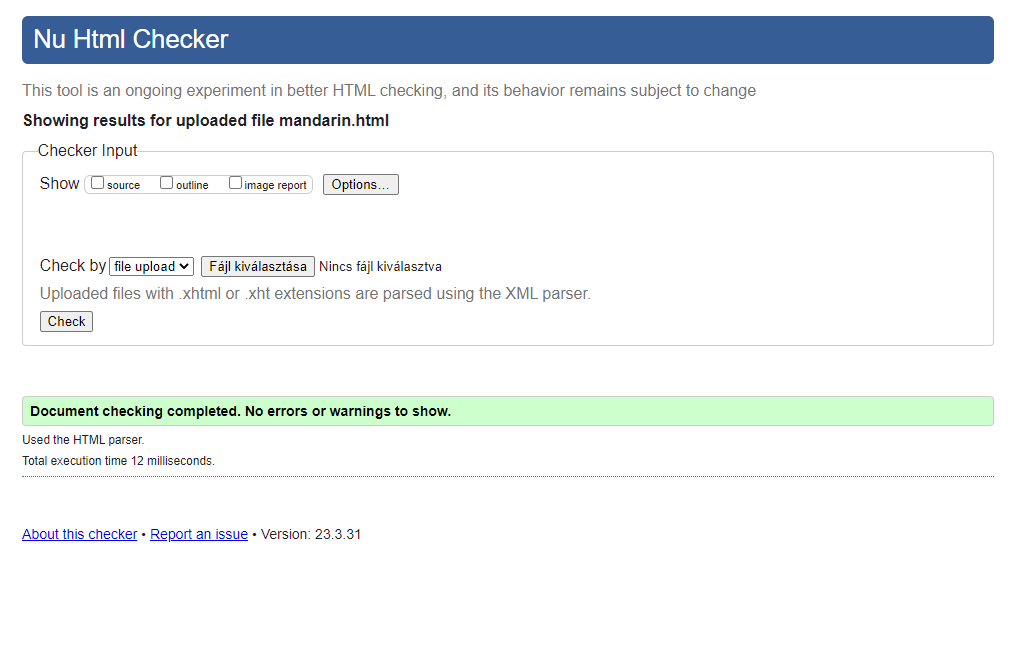 Nu Html Checker
This tool is an ongoing experiment in better HTML checking, and its behavior remains subject to change
Showing results for uploaded file mandarin.html
Checker Input
Show source outline image report Options...
Check by file upload Fájl kiválasztása Nincs fájl kiválasztva
Uploaded files with .xhtml or .xht extensions are parsed using the XML parser.
Check
Document checking completed. No errors or warnings to show.
Used the HTML parser.
Total execution time 12 milliseconds.
About this checker • Report an issue • Version: 23.3.31